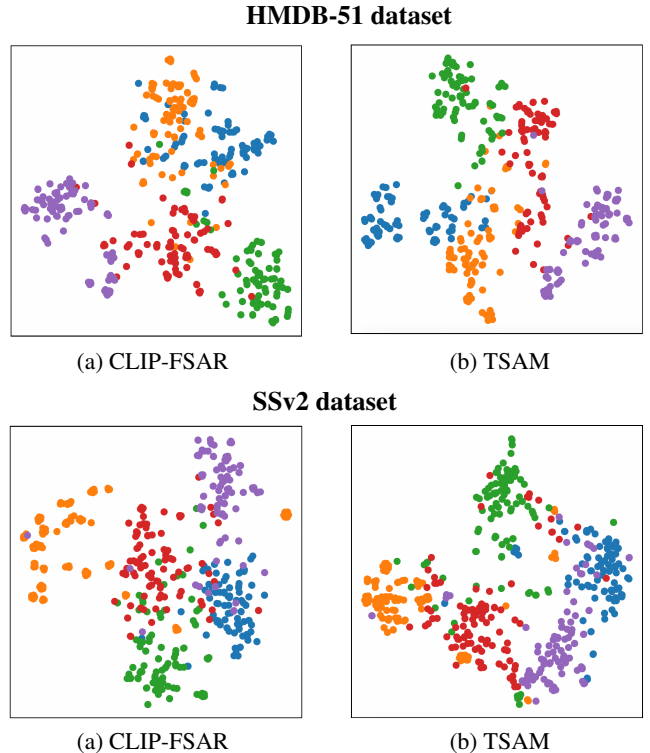 HMDB-51 dataset
(a) CLIP-FSAR
(b) TSAM
SSv2 dataset
(a) CLIP-FSAR
(b) TSAM